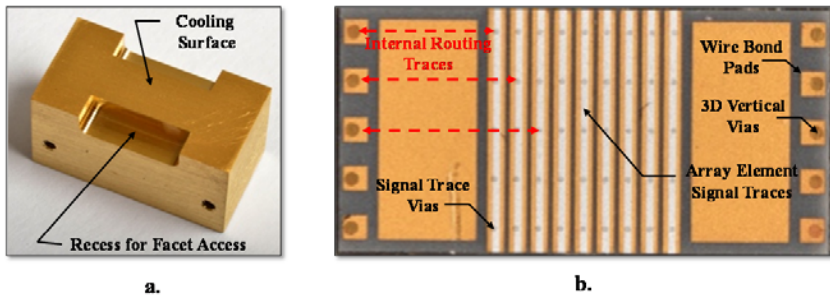 Cooling
Surface
Recess for Facet Access
a.
Internal Routing
Traces
Wire Bond
Pads
3D Vertical
Vias
Signal Trace
Vias
Array Element
Signal Traces
b.